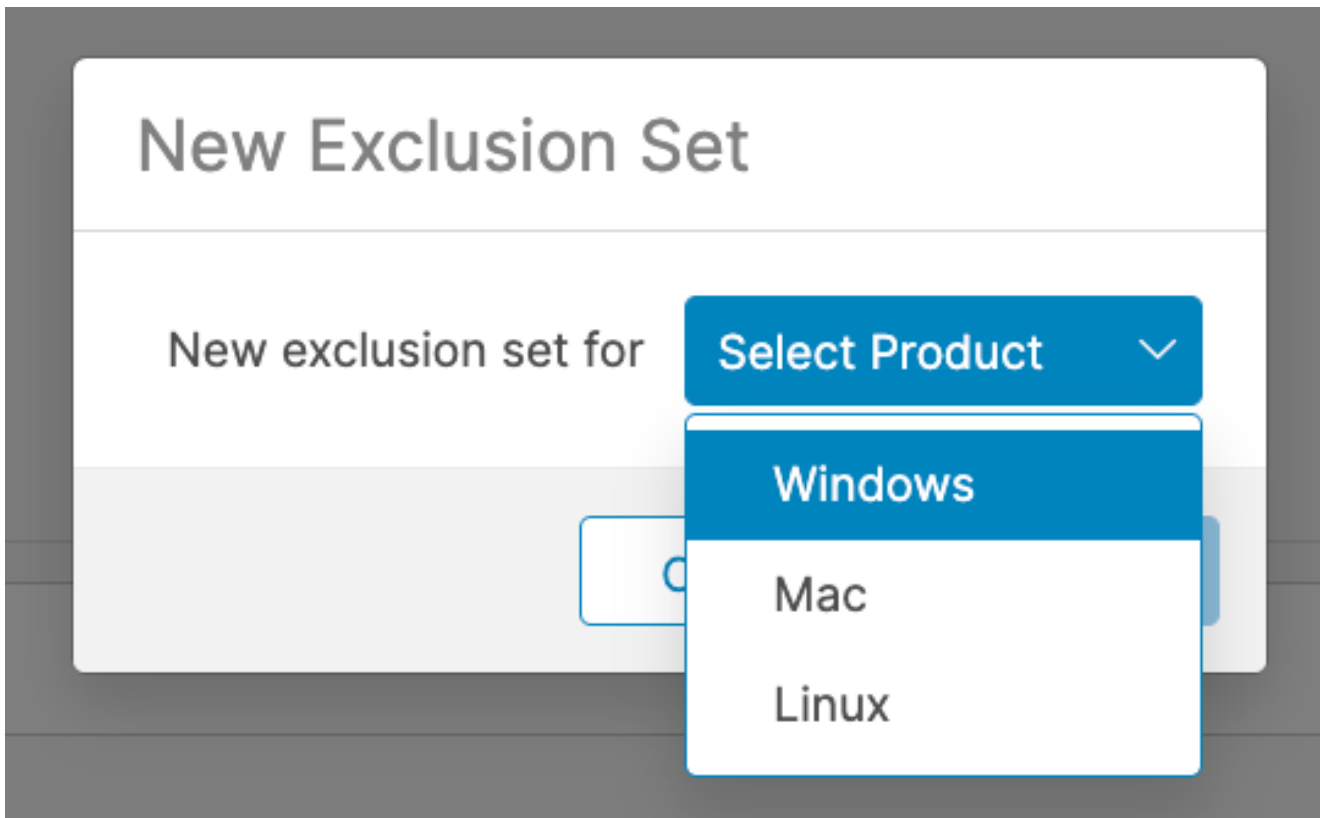 New Exclusion Set
New exclusion set for
Select Product
Windows
Mac
Linux